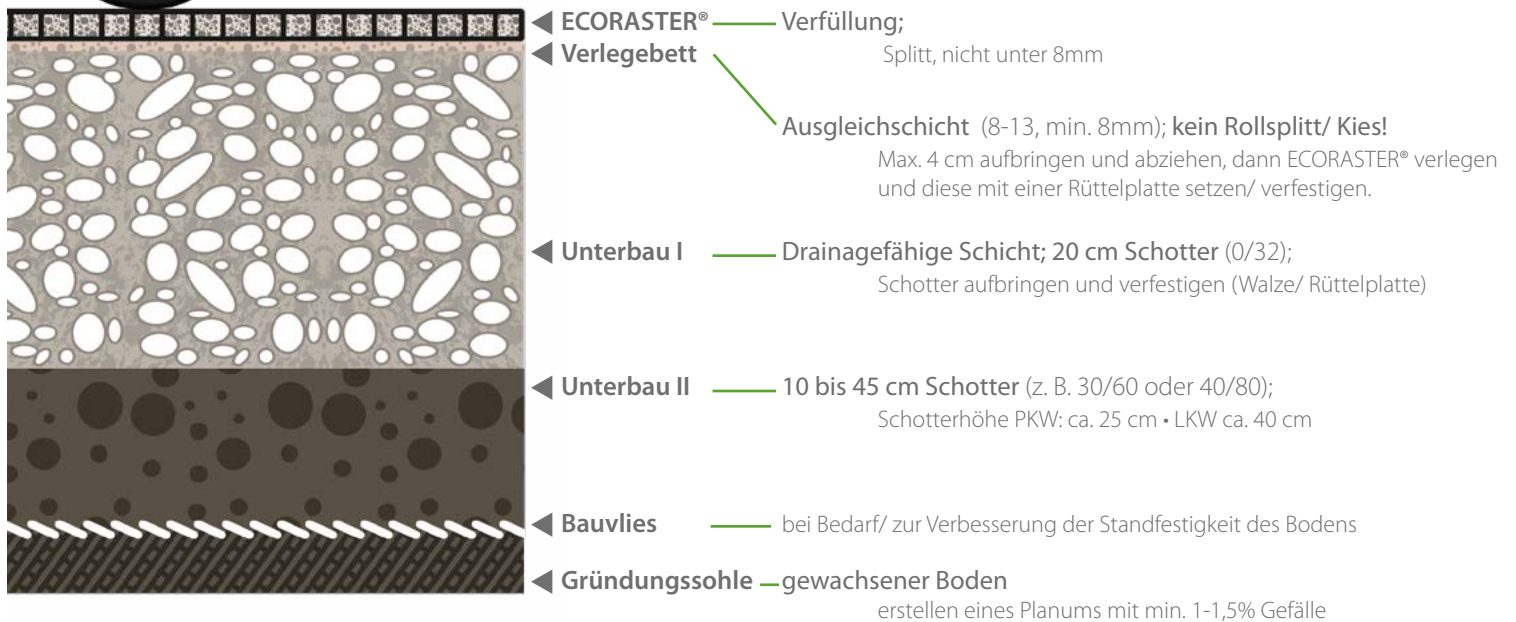 ECORASTER® Verfüllung;
Splitt, nicht unter 8mm
Verlegebett
Ausgleichschicht (8-13, min. 8mm); kein Rollsplitt/ Kies!
Max. 4 cm aufbringen und abziehen, dann ECORASTER® verlegen
und diese mit einer Rüttelplatte setzen/ verfestigen.
Unterbau I Drainagefähige Schicht; 20 cm Schotter (0/32);
Schotter aufbringen und verfestigen (Walze/ Rüttelplatte)
Unterbau II 10 bis 45 cm Schotter (z. B. 30/60 oder 40/80);
Schotterhöhe PKW: ca. 25 cm • LKW ca. 40 cm
Bauvlies bei Bedarf/ zur Verbesserung der Standfestigkeit des Bodens
Gründungssohle gewachsener Boden
erstellen eines Planums mit min. 1-1,5% Gefälle